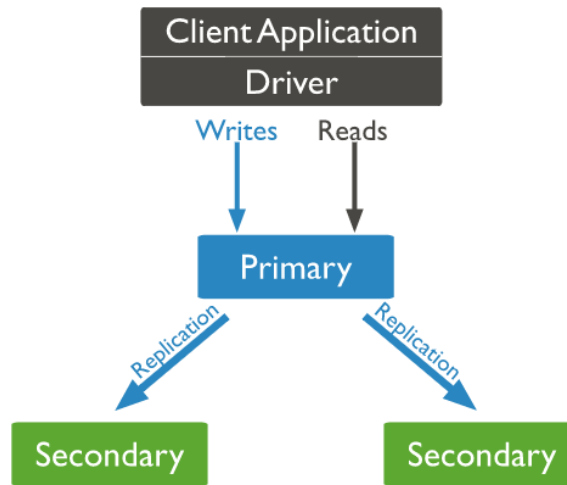 Client Application
Driver
Writes Reads
Primary
Replication Replication
Secondary Secondary